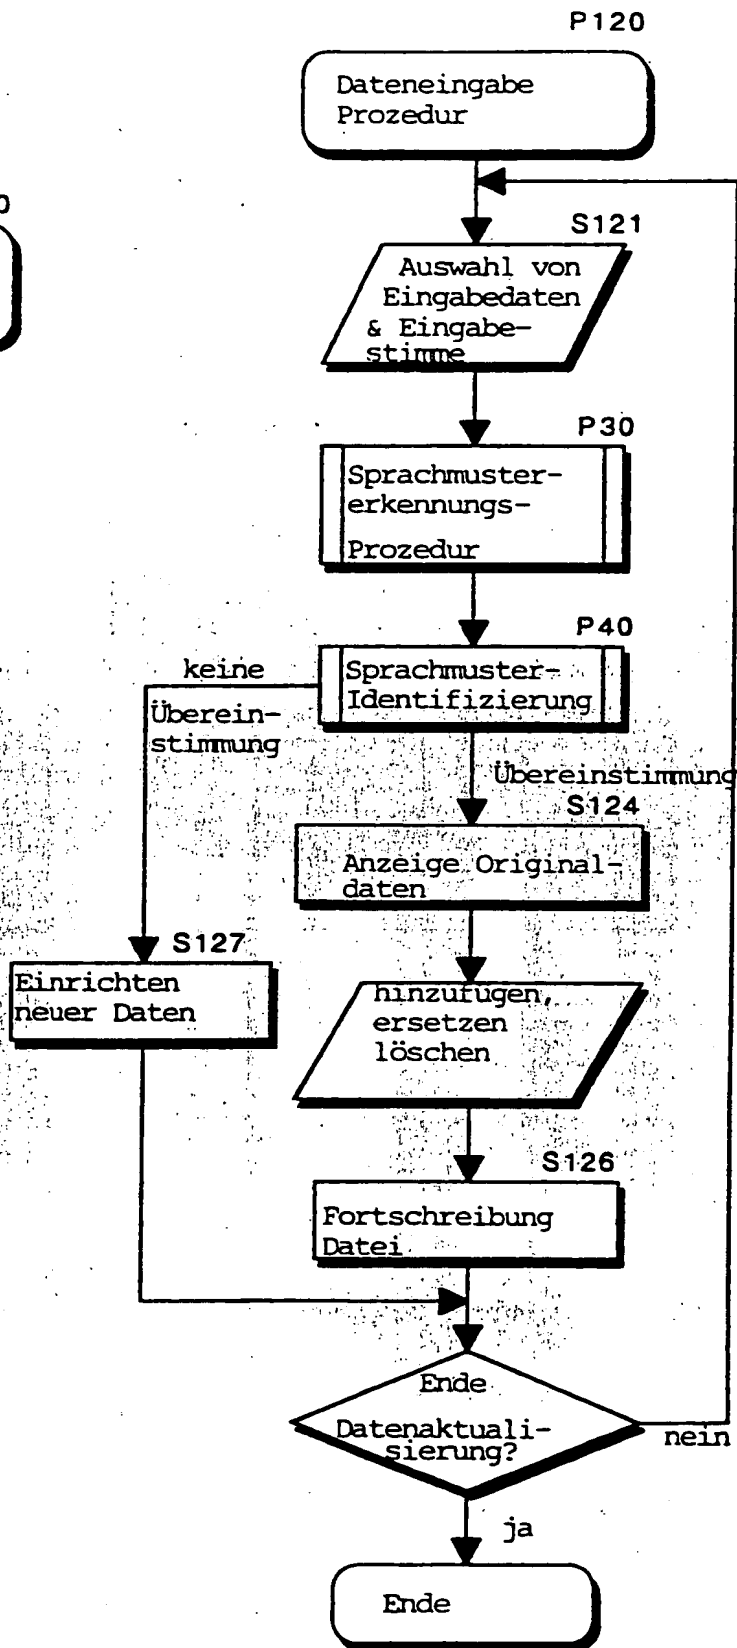 P120
Dateneingabe
Prozedur
0
S121
Auswahl von
Eingabedaten
& Eingabe-
stimme
P30
Sprachmuster-
erkennungs-
Prozedur
P40
Sprachmuster-
Identifizierung
keine
Überein-
stimmung
Übereinstimmung
S124
Anzeige Original-
daten
S127
Einrichten
neuer Daten
hinzufügen,
ersetzen
löschen
S126
Fortschreibung
Datei
Ende
Datenaktuali-
sierung?
nein
ja
Ende